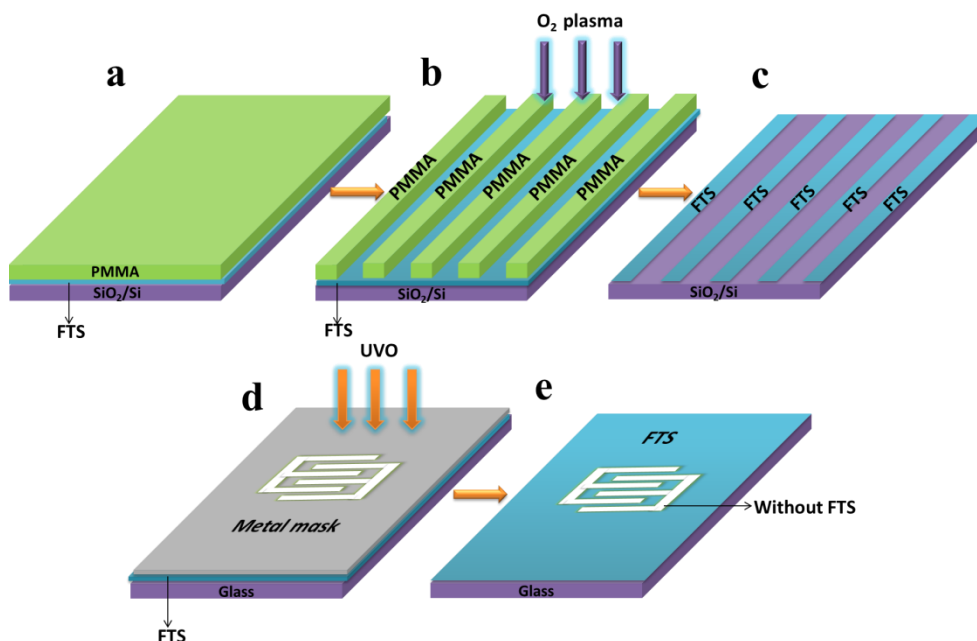 O₂ plasma
a
b
c
PMMA
PMMA
PMMA
PMMA
PMMA
FTS
FTS
FTS
FTS
FTS
PMMA
SiO₂/Si
SiO₂/Si
SiO₂/Si
FTS
FTS
UVO
d
e
FTS
Metal mask
Without FTS
Glass
Glass
FTS